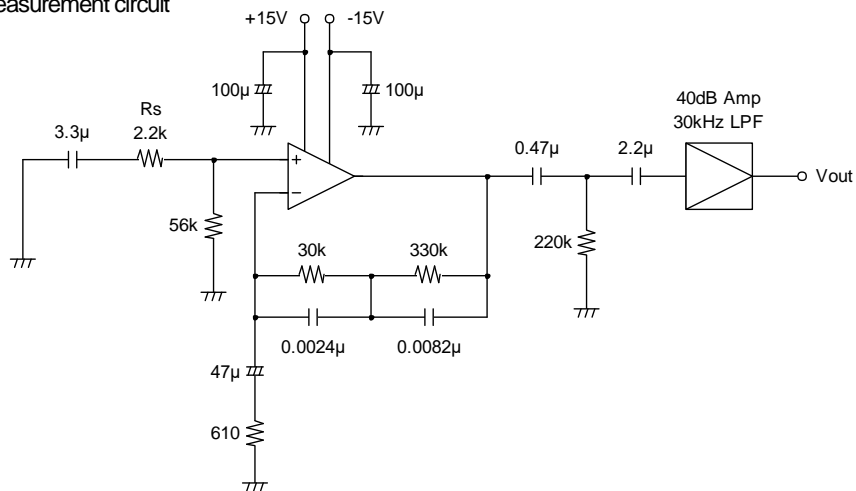 easurement circuit
+15V -15V
100μ 100μ
40dB Amp
30kHz LPF
Rs
3.3μ 2.2k
0.47μ 2.2μ
+
−
Vout
56k
220k
30k 330k
0.0024μ 0.0082μ
47μ
610